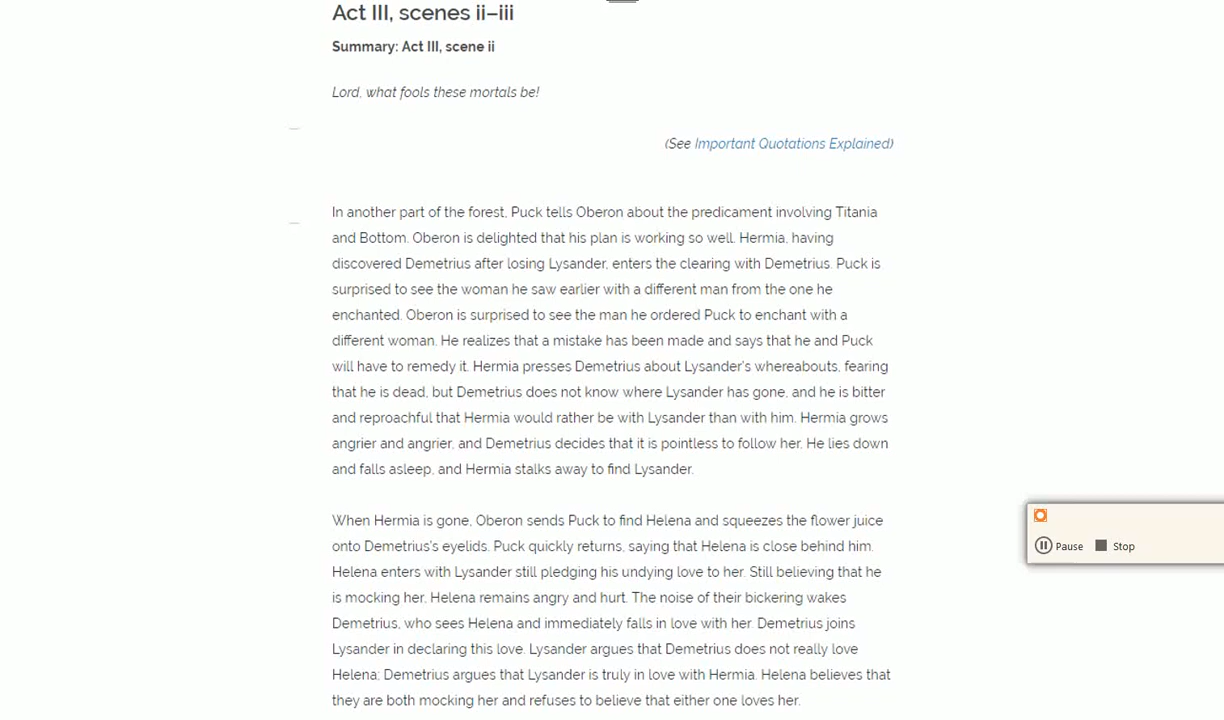 Act III, scenes ii–iii
Summary: Act III, scene ii
Lord, what fools these mortals be!
(See Important Quotations Explained)
In another part of the forest, Puck tells Oberon about the predicament involving Titania
and Bottom. Oberon is delighted that his plan is working so well. Hermia, having
discovered Demetrius after losing Lysander, enters the clearing with Demetrius. Puck is
surprised to see the woman he saw earlier with a different man from the one he
enchanted. Oberon is surprised to see the man he ordered Puck to enchant with a
different woman. He realizes that a mistake has been made and says that he and Puck
will have to remedy it. Hermia presses Demetrius about Lysander’s whereabouts, fearing
that he is dead, but Demetrius does not know where Lysander has gone, and he is bitter
and reproachful that Hermia would rather be with Lysander than with him. Hermia grows
angrier and angrier, and Demetrius decides that it is pointless to follow her. He lies down
and falls asleep, and Hermia stalks away to find Lysander.
When Hermia is gone, Oberon sends Puck to find Helena and squeezes the flower juice
onto Demetrius’s eyelids. Puck quickly returns, saying that Helena is close behind him.
Helena enters with Lysander still pledging his undying love to her. Still believing that he
is mocking her, Helena remains angry and hurt. The noise of their bickering wakes
Demetrius, who sees Helena and immediately falls in love with her. Demetrius joins
Lysander in declaring this love. Lysander argues that Demetrius does not really love
Helena; Demetrius argues that Lysander is truly in love with Hermia. Helena believes that
they are both mocking her and refuses to believe that either one loves her.
Pause Stop